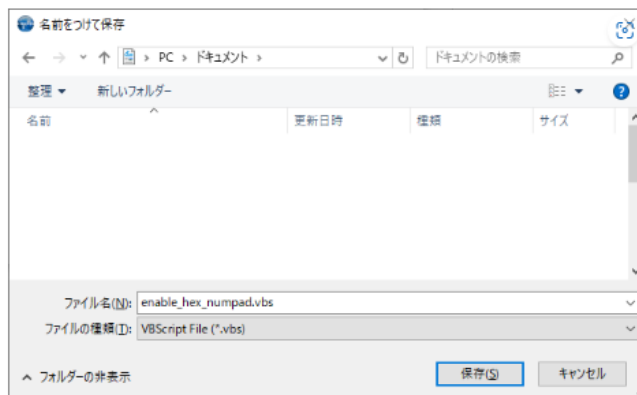 名前をつけて保存
PC › ドキュメント ›
ドキュメントの検索
整理 新しいフォルダー
名前 更新日時 種類 サイズ
ファイル名(N): enable_hex_numpad.vbs
ファイルの種類(T): VBScript File (*.vbs)
フォルダーの非表示 保存(S) キャンセル